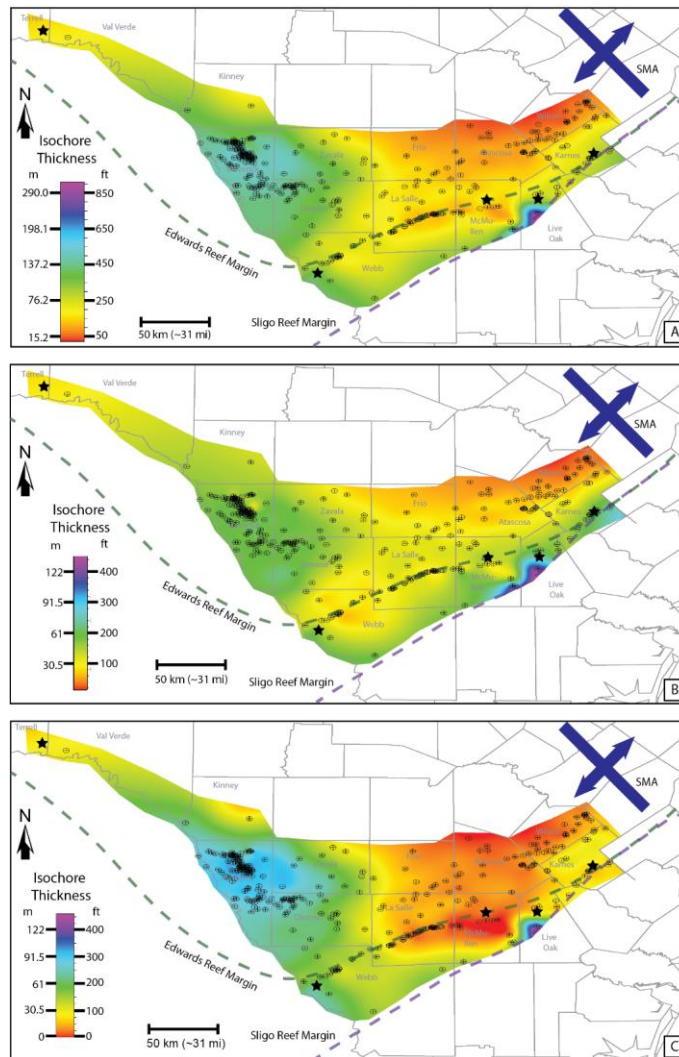 Terrell
Val Verde
Kinney
SMA
N
Isochore
Thickness
m ft
290.0 850
198.1 650
137.2 450
76.2 250
15.2 50
Zavala
Frio
Atascosa
Wilson
Karnes
La Salle
McMu-
llen
Live
Oak
Webb
Edwards Reef Margin
Sligo Reef Margin
50 km (~31 mi)
A
Terrell
Val Verde
Kinney
SMA
N
Isochore
Thickness
m ft
122 400
91.5 300
61 200
30.5 100
Zavala
Frio
Atascosa
Karnes
La Salle
Live
Oak
Webb
Edwards Reef Margin
Sligo Reef Margin
50 km (~31 mi)
B
Terrell
Val Verde
Kinney
SMA
N
Isochore
Thickness
m ft
122 400
91.5 300
61 200
30.5 100
0 0
Karnes
La Salle
Live
Oak
Webb
Edwards Reef Margin
Sligo Reef Margin
50 km (~31 mi)
C